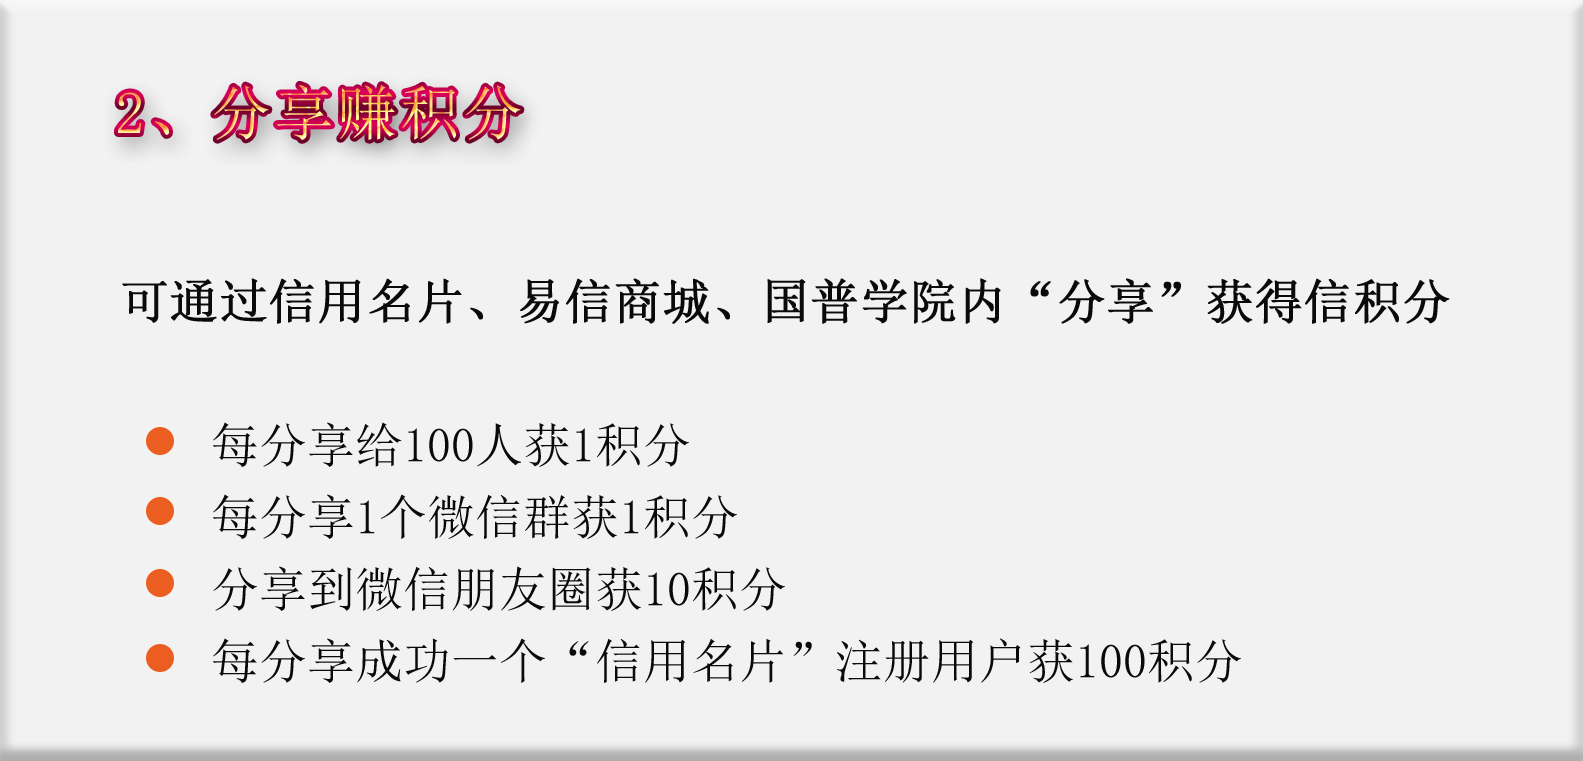 2、分享赚积分
可通过信用名片、易信商城、国普学院内“分享”获得信积分
每分享给100人获1积分
每分享1个微信群获1积分
分享到微信朋友圈获10积分
每分享成功一个“信用名片”注册用户获100积分